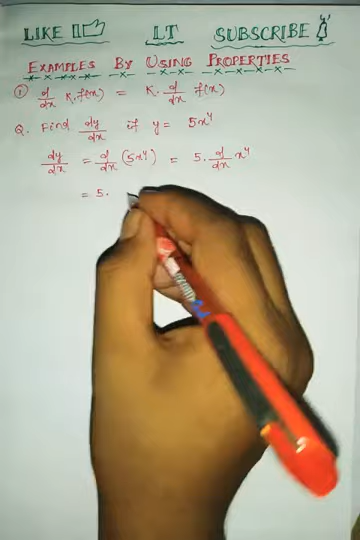 LIKE IT SUBSCRIBE
EXAMPLES BY USING PROPERTIES
① d/dx K.f(x) = K. d/dx f(x)
Q. Find dy/dx if y = 5x⁴
dy/dx = d/dx (5x⁴) = 5. d/dx x⁴
= 5.